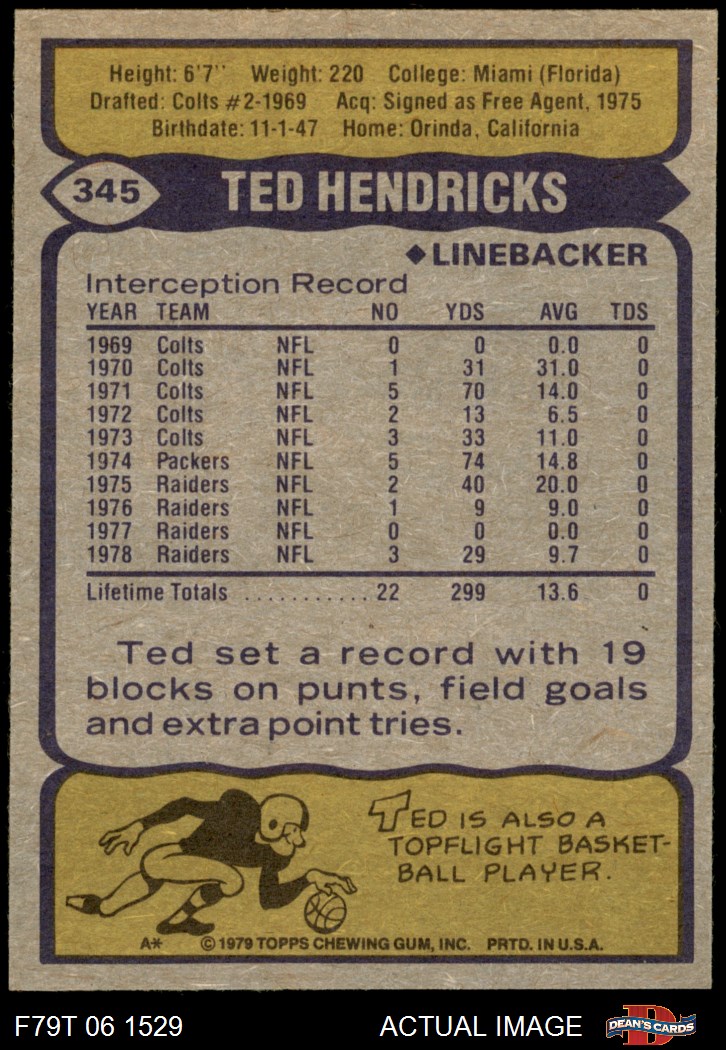 Height: 6'7'' Weight: 220 College: Miami (Florida)
Drafted: Colts #2-1969 Acq: Signed as Free Agent, 1975
Birthdate: 11-1-47 Home: Orinda, California
345 TED HENDRICKS
◆LINEBACKER
Interception Record
YEAR TEAM NO YDS AVG TDS
1969 Colts NFL 0 0 0.0 0
1970 Colts NFL 1 31 31.0 0
1971 Colts NFL 5 70 14.0 0
1972 Colts NFL 2 13 6.5 0
1973 Colts NFL 3 33 11.0 0
1974 Packers NFL 5 74 14.8 0
1975 Raiders NFL 2 40 20.0 0
1976 Raiders NFL 1 9 9.0 0
1977 Raiders NFL 0 0 0.0 0
1978 Raiders NFL 3 29 9.7 0
Lifetime Totals ........... 22 299 13.6 0
Ted set a record with 19
blocks on punts, field goals
and extra point tries.
TED IS ALSO A
TOPFLIGHT BASKET-
BALL PLAYER.
A* ©1979 TOPPS CHEWING GUM, INC. PRTD. IN U.S.A.
F79T 06 1529 ACTUAL IMAGE D DEAN'S CARDS